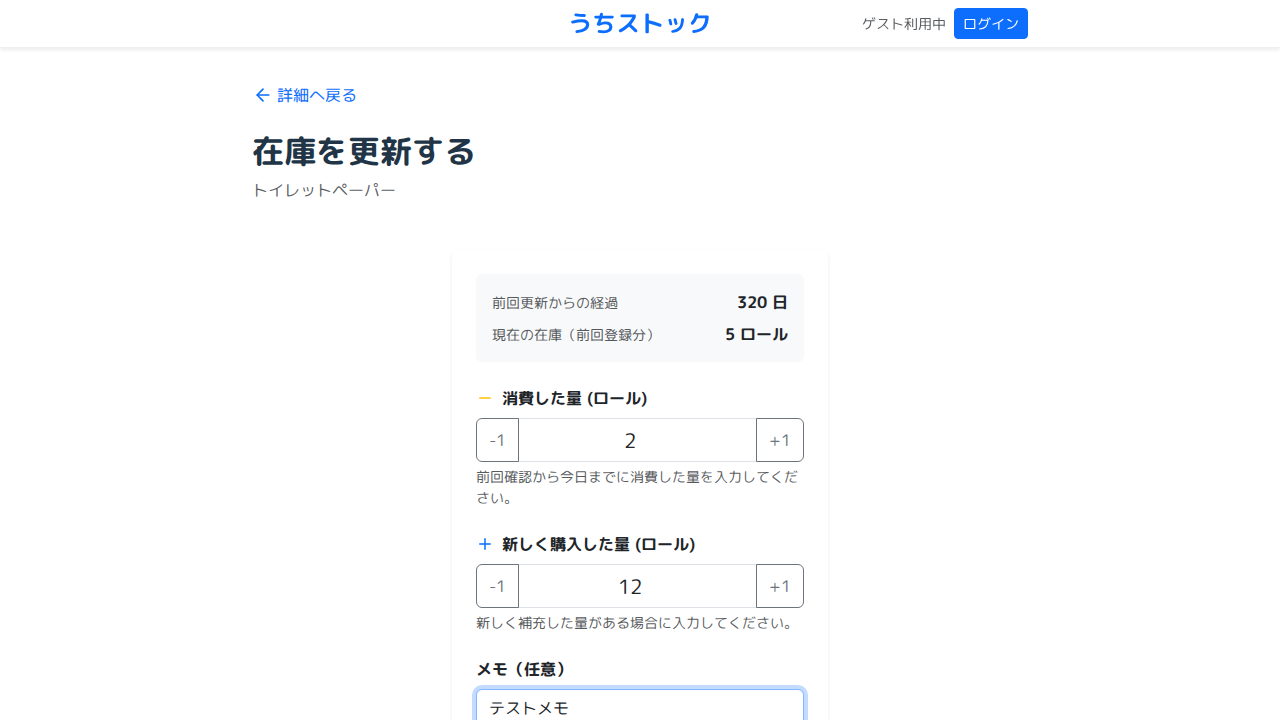 うちストック
ゲスト利用中
ログイン
← 詳細へ戻る
在庫を更新する
トイレットペーパー
前回更新からの経過 320 日
現在の在庫（前回登録分） 5 ロール
− 消費した量 (ロール)
-1 2 +1
前回確認から今日までに消費した量を入力してくだ
さい。
+ 新しく購入した量 (ロール)
-1 12 +1
新しく補充した量がある場合に入力してください。
メモ（任意）
テストメモ